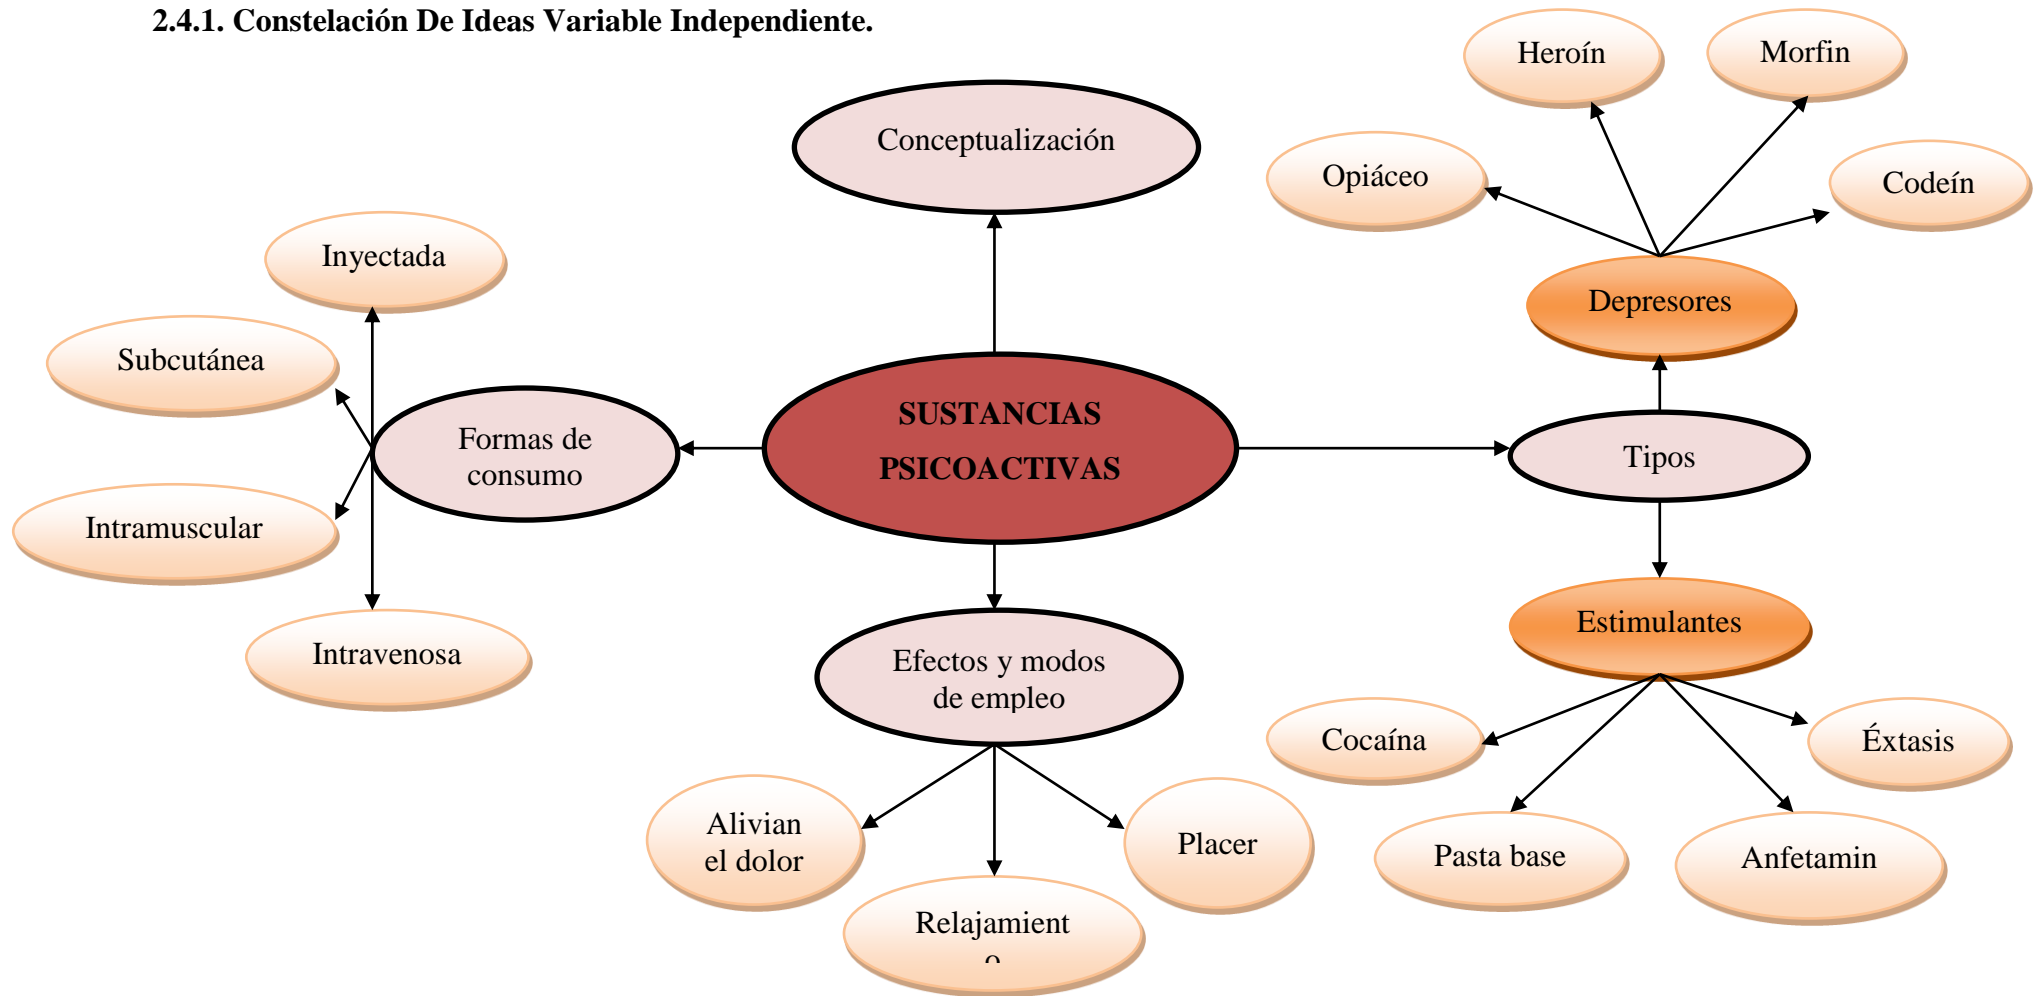 2.4.1. Constelación De Ideas Variable Independiente.
Heroín
Morfin
Conceptualización
Opiáceo
Codeín
Inyectada
Depresores
Subcutánea
SUSTANCIAS
PSICOACTIVAS
Formas de
consumo
Tipos
Intramuscular
Estimulantes
Intravenosa
Efectos y modos
de empleo
Cocaína
Éxtasis
Alivian
el dolor
Placer
Pasta base
Anfetamin
Relajamient
o